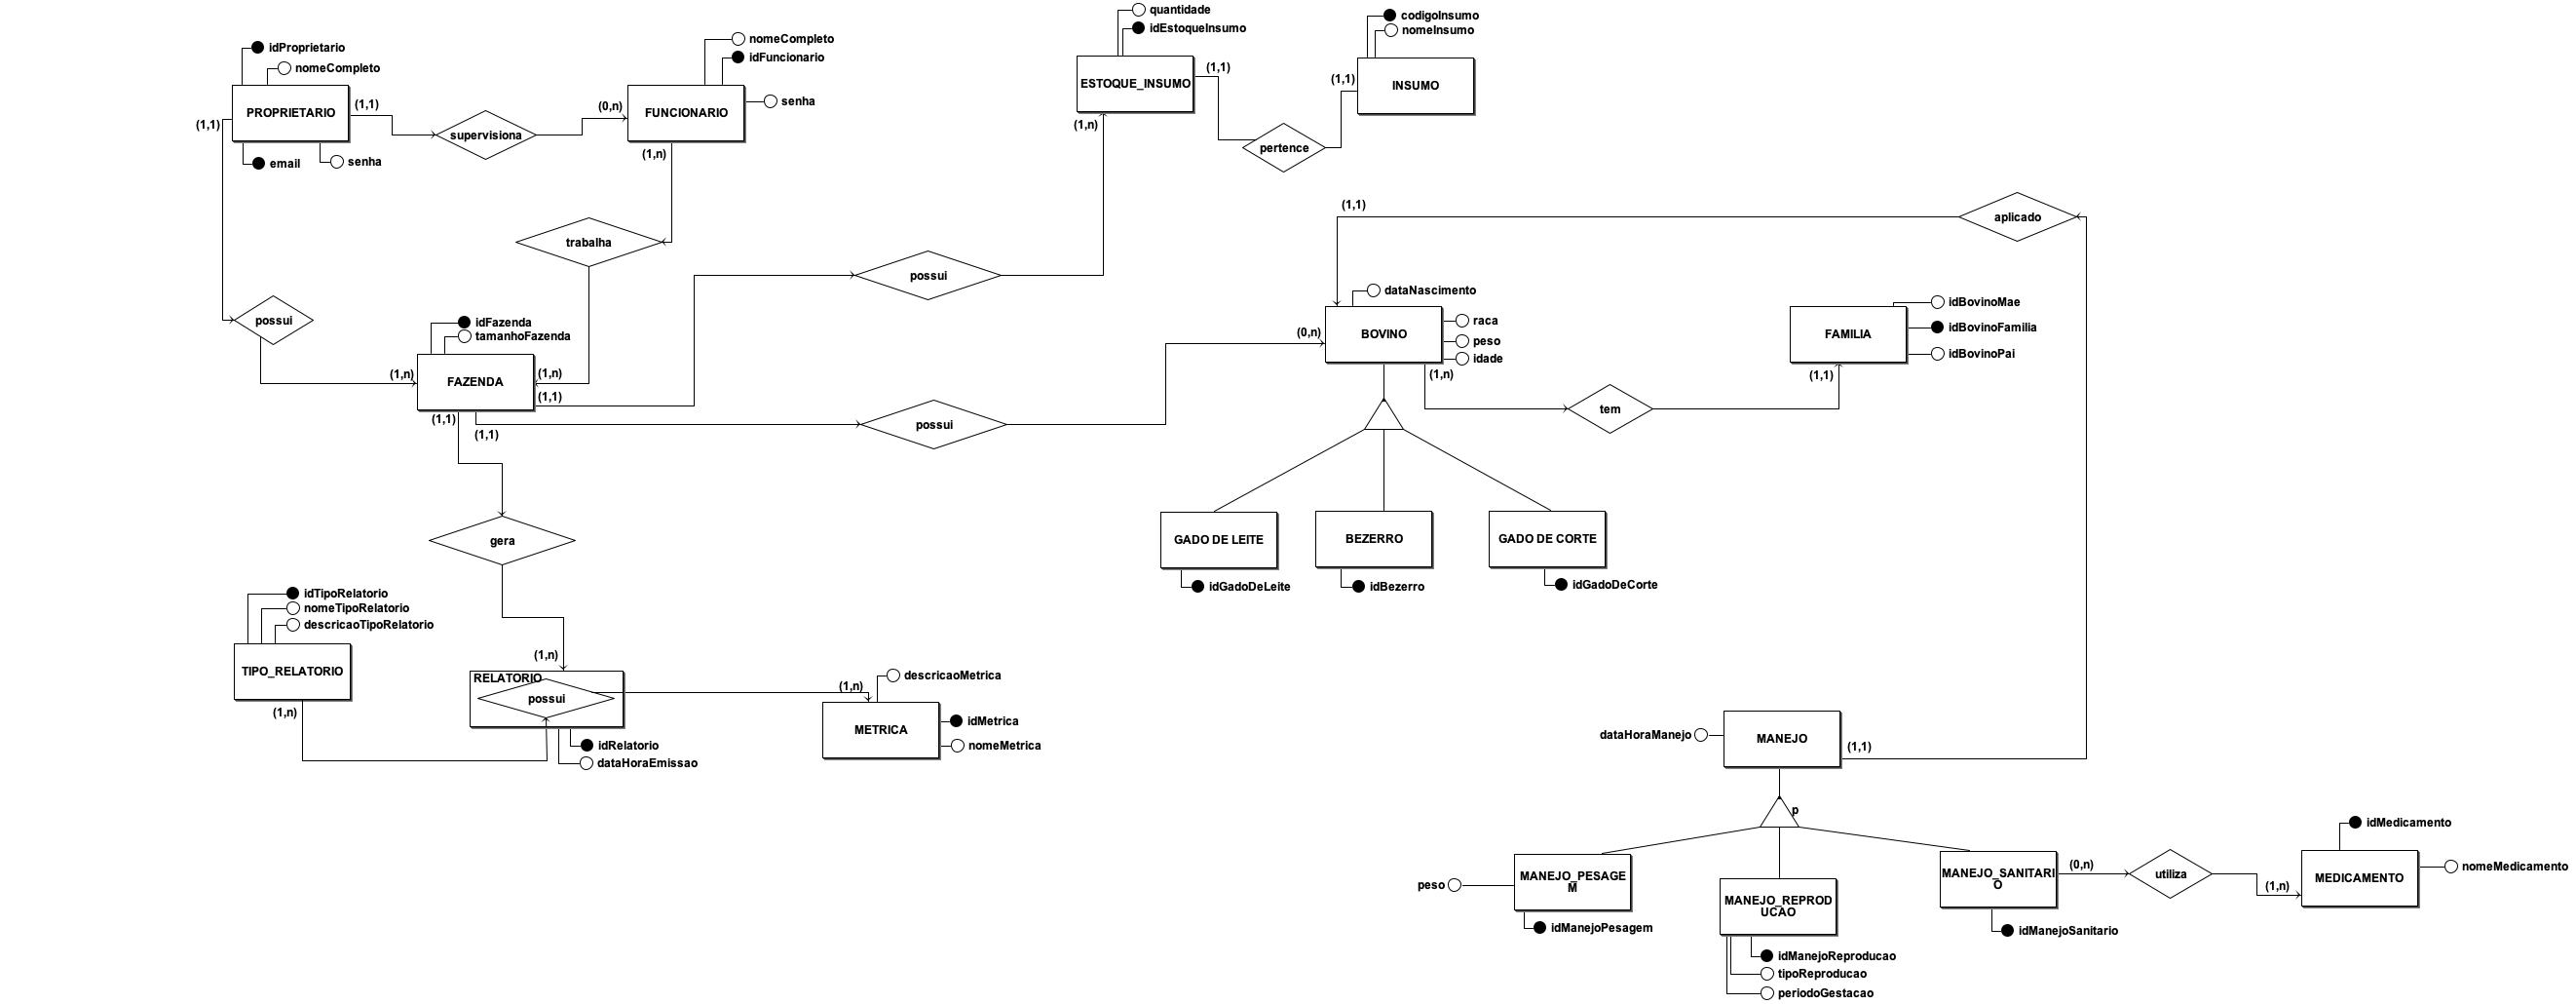 quantidade
idEstoqueInsumo
codigoInsumo
nomeInsumo
nomeCompleto
idFuncionario
idProprietario
nomeCompleto
PROPRIETARIO
(1,1)
(1,1)
supervisiona
(0,n)
FUNCIONARIO
senha
ESTOQUE_INSUMO
(1,1)
(1,1)
INSUMO
pertence
email
senha
(1,n)
(1,n)
trabalha
possui
(1,1)
aplicado
possui
idFazenda
tamanhoFazenda
(1,n)
FAZENDA
(1,n)
(1,1)
(1,1)
(1,1)
possui
(0,n)
dataNascimento
BOVINO
raca
peso
idade
(1,n)
tem
(1,1)
FAMILIA
idBovinoMae
idBovinoFamilia
idBovinoPai
gera
GADO DE LEITE
BEZERRO
GADO DE CORTE
idGadoDeLeite
idBezerro
idGadoDeCorte
idTipoRelatorio
nomeTipoRelatorio
descricaoTipoRelatorio
TIPO_RELATORIO
(1,n)
(1,n)
RELATORIO
possui
idRelatorio
dataHoraEmissao
(1,n)
descricaoMetrica
METRICA
idMetrica
nomeMetrica
dataHoraManejo
MANEJO
(1,1)
p
peso
MANEJO_PESAGE
M
idManejoPesagem
MANEJO_REPROD
UCAO
idManejoReproducao
tipoReproducao
periodoGestacao
MANEJO_SANITARI
O
idManejoSanitario
(0,n)
utiliza
(1,n)
MEDICAMENTO
idMedicamento
nomeMedicamento